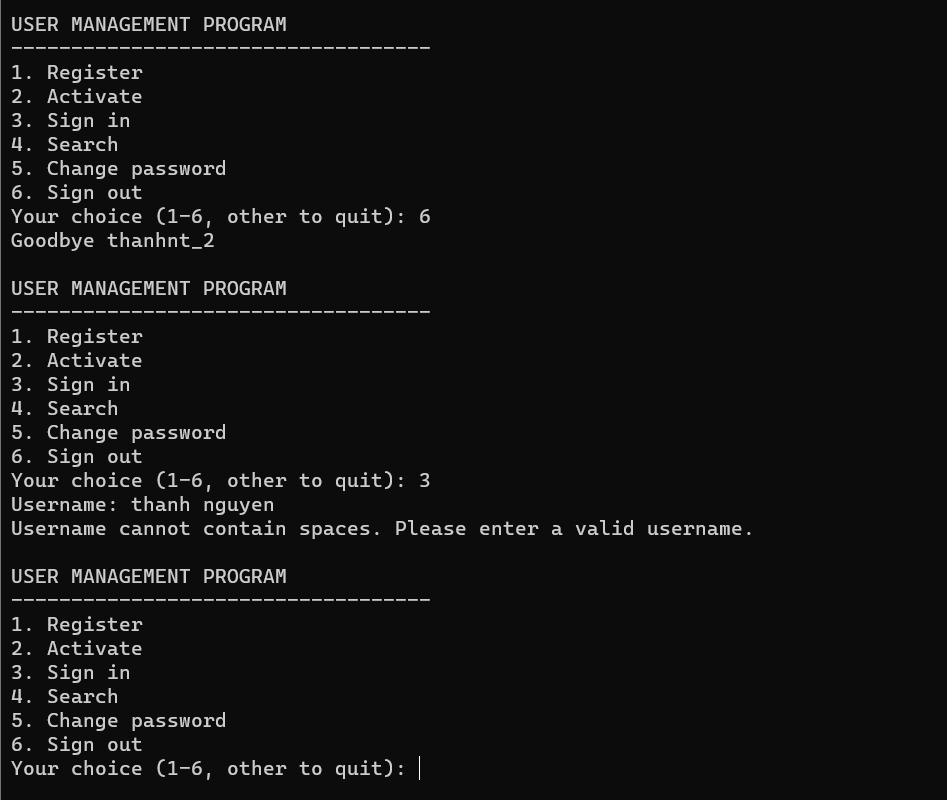 USER MANAGEMENT PROGRAM
-----------------------------------
1. Register
2. Activate
3. Sign in
4. Search
5. Change password
6. Sign out
Your choice (1-6, other to quit): 6
Goodbye thanhnt_2
USER MANAGEMENT PROGRAM
-----------------------------------
1. Register
2. Activate
3. Sign in
4. Search
5. Change password
6. Sign out
Your choice (1-6, other to quit): 3
Username: thanh nguyen
Username cannot contain spaces. Please enter a valid username.
USER MANAGEMENT PROGRAM
-----------------------------------
1. Register
2. Activate
3. Sign in
4. Search
5. Change password
6. Sign out
Your choice (1-6, other to quit):